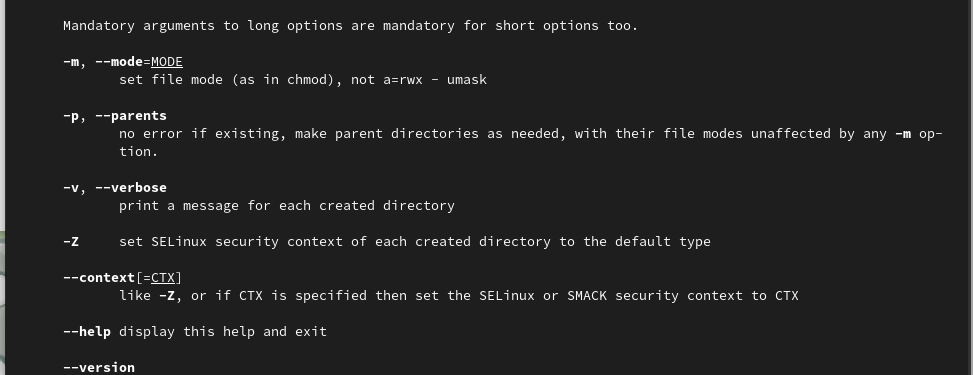 Mandatory arguments to long options are mandatory for short options too.
-m, --mode=MODE
set file mode (as in chmod), not a=rwx - umask
-p, --parents
no error if existing, make parent directories as needed, with their file modes unaffected by any -m op-
tion.
-v, --verbose
print a message for each created directory
-Z set SELinux security context of each created directory to the default type
--context[=CTX]
like -Z, or if CTX is specified then set the SELinux or SMACK security context to CTX
--help display this help and exit
--version